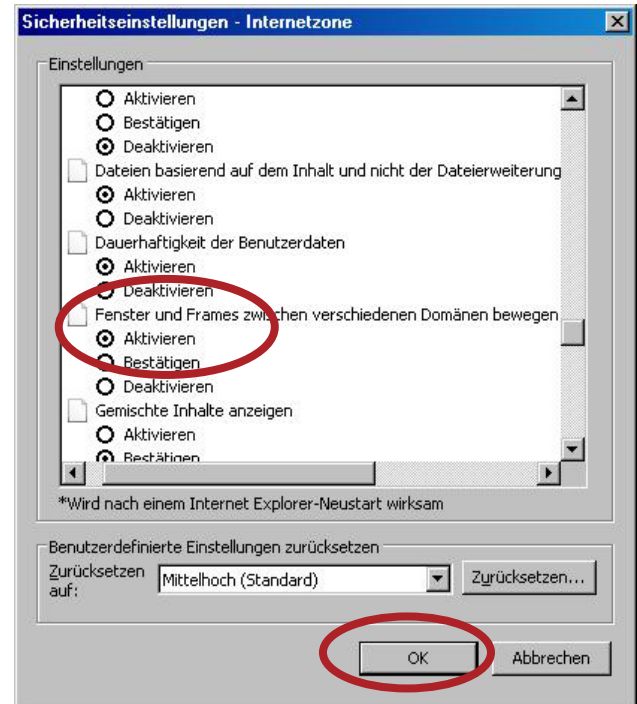 Sicherheitseinstellungen - Internetzone
Einstellungen
Aktivieren
Bestätigen
Deaktivieren
Dateien basierend auf dem Inhalt und nicht der Dateierweiterung
Aktivieren
Deaktivieren
Dauerhaftigkeit der Benutzerdaten
Aktivieren
Deaktivieren
Fenster und Frames zwischen verschiedenen Domänen bewegen
Aktivieren
Bestätigen
Deaktivieren
Gemischte Inhalte anzeigen
Aktivieren
Bestätigen
*Wird nach einem Internet Explorer-Neustart wirksam
Benutzerdefinierte Einstellungen zurücksetzen
Zurücksetzen auf:
Mittelhoch (Standard)
Zurücksetzen...
OK
Abbrechen